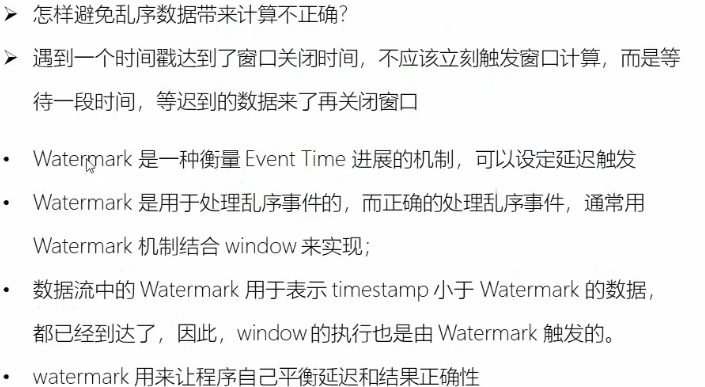 ➢ 怎样避免乱序数据带来计算不正确?
➢ 遇到一个时间戳达到了窗口关闭时间，不应该立刻触发窗口计算，而是等
待一段时间，等迟到的数据来了再关闭窗口
• Watermark 是一种衡量 Event Time 进展的机制，可以设定延迟触发
• Watermark 是用于处理乱序事件的，而正确的处理乱序事件，通常用
Watermark 机制结合 window 来实现；
• 数据流中的 Watermark 用于表示 timestamp 小于 Watermark 的数据，
都已经到达了，因此，window 的执行也是由 Watermark 触发的。
• watermark 用来让程序自己平衡延迟和结果正确性